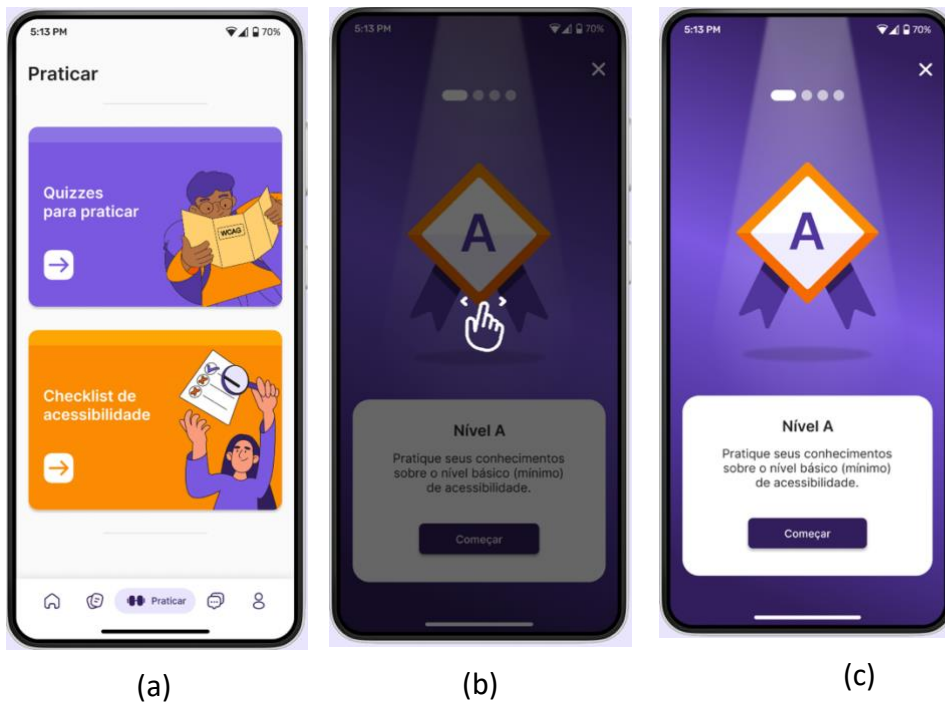 5:13 PM
70%
Praticar
Quizzes
para praticar
WCAG
Checklist de
acessibilidade
Praticar
(a)
5:13 PM
70%
A
Nível A
Pratique seus conhecimentos
sobre o nível básico (mínimo)
de acessibilidade.
Começar
(b)
5:13 PM
70%
A
Nível A
Pratique seus conhecimentos
sobre o nível básico (mínimo)
de acessibilidade.
Começar
(c)